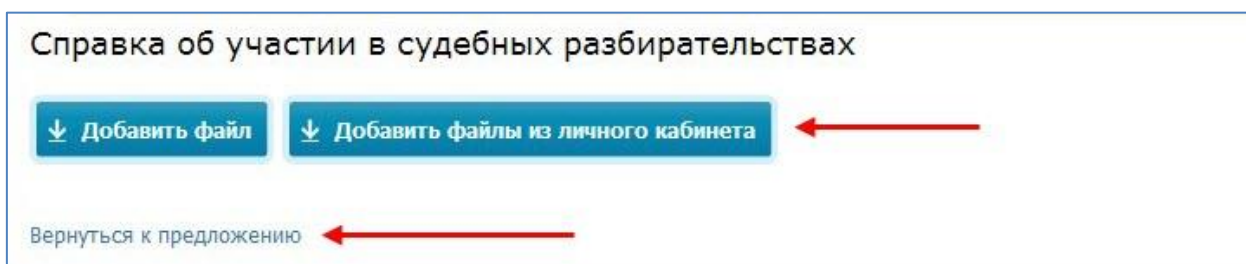 Справка об участии в судебных разбирательствах
Добавить файл Добавить файлы из личного кабинета
Вернуться к предложению